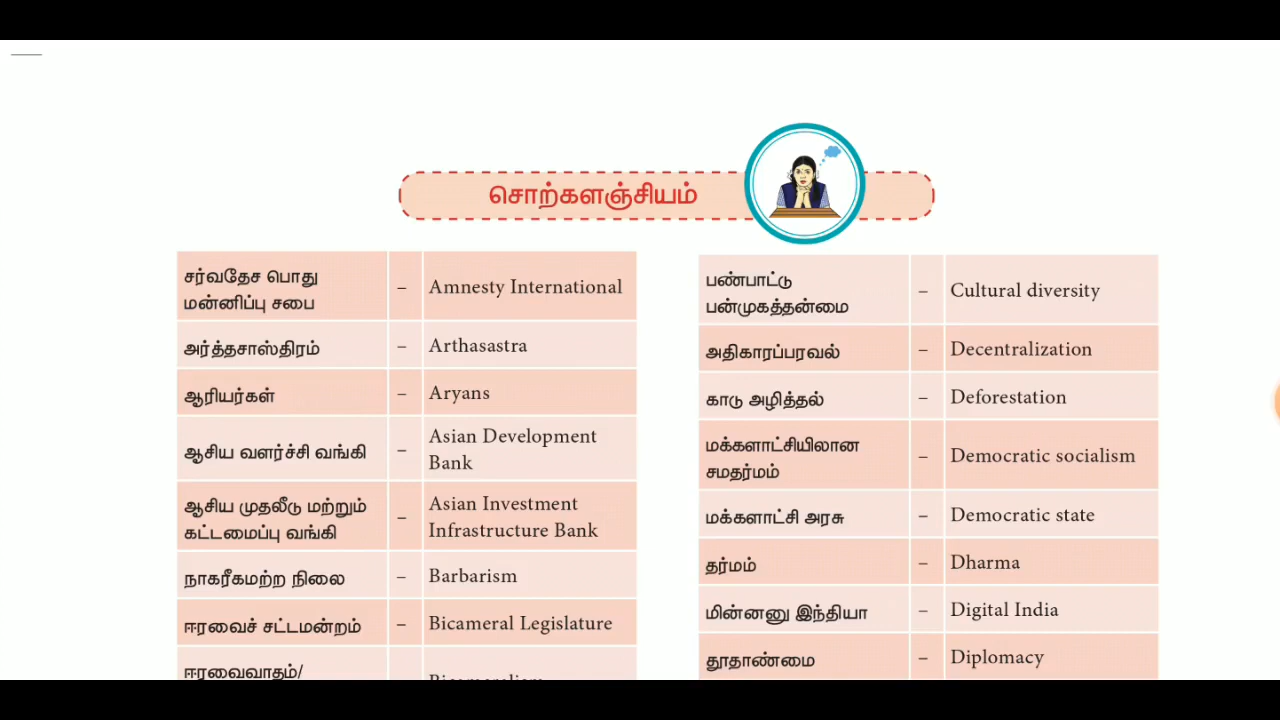 சொற்களஞ்சியம்
சர்வதேச பொது
மன்னிப்பு சபை
– Amnesty International
அர்த்தசாஸ்திரம் – Arthasastra
ஆரியர்கள் – Aryans
ஆசிய வளர்ச்சி வங்கி – Asian Development
Bank
ஆசிய முதலீடு மற்றும்
கட்டமைப்பு வங்கி
– Asian Investment
Infrastructure Bank
நாகரீகமற்ற நிலை – Barbarism
ஈரவைச் சட்டமன்றம் – Bicameral Legislature
ஈரவைவாதம்/
Bicameralism
பண்பாட்டு
பன்முகத்தன்மை
– Cultural diversity
அதிகாரப்பரவல் – Decentralization
காடு அழித்தல் – Deforestation
மக்களாட்சியிலான
சமதர்மம்
– Democratic socialism
மக்களாட்சி அரசு – Democratic state
தர்மம் – Dharma
மின்னனு இந்தியா – Digital India
தூதாண்மை – Diplomacy